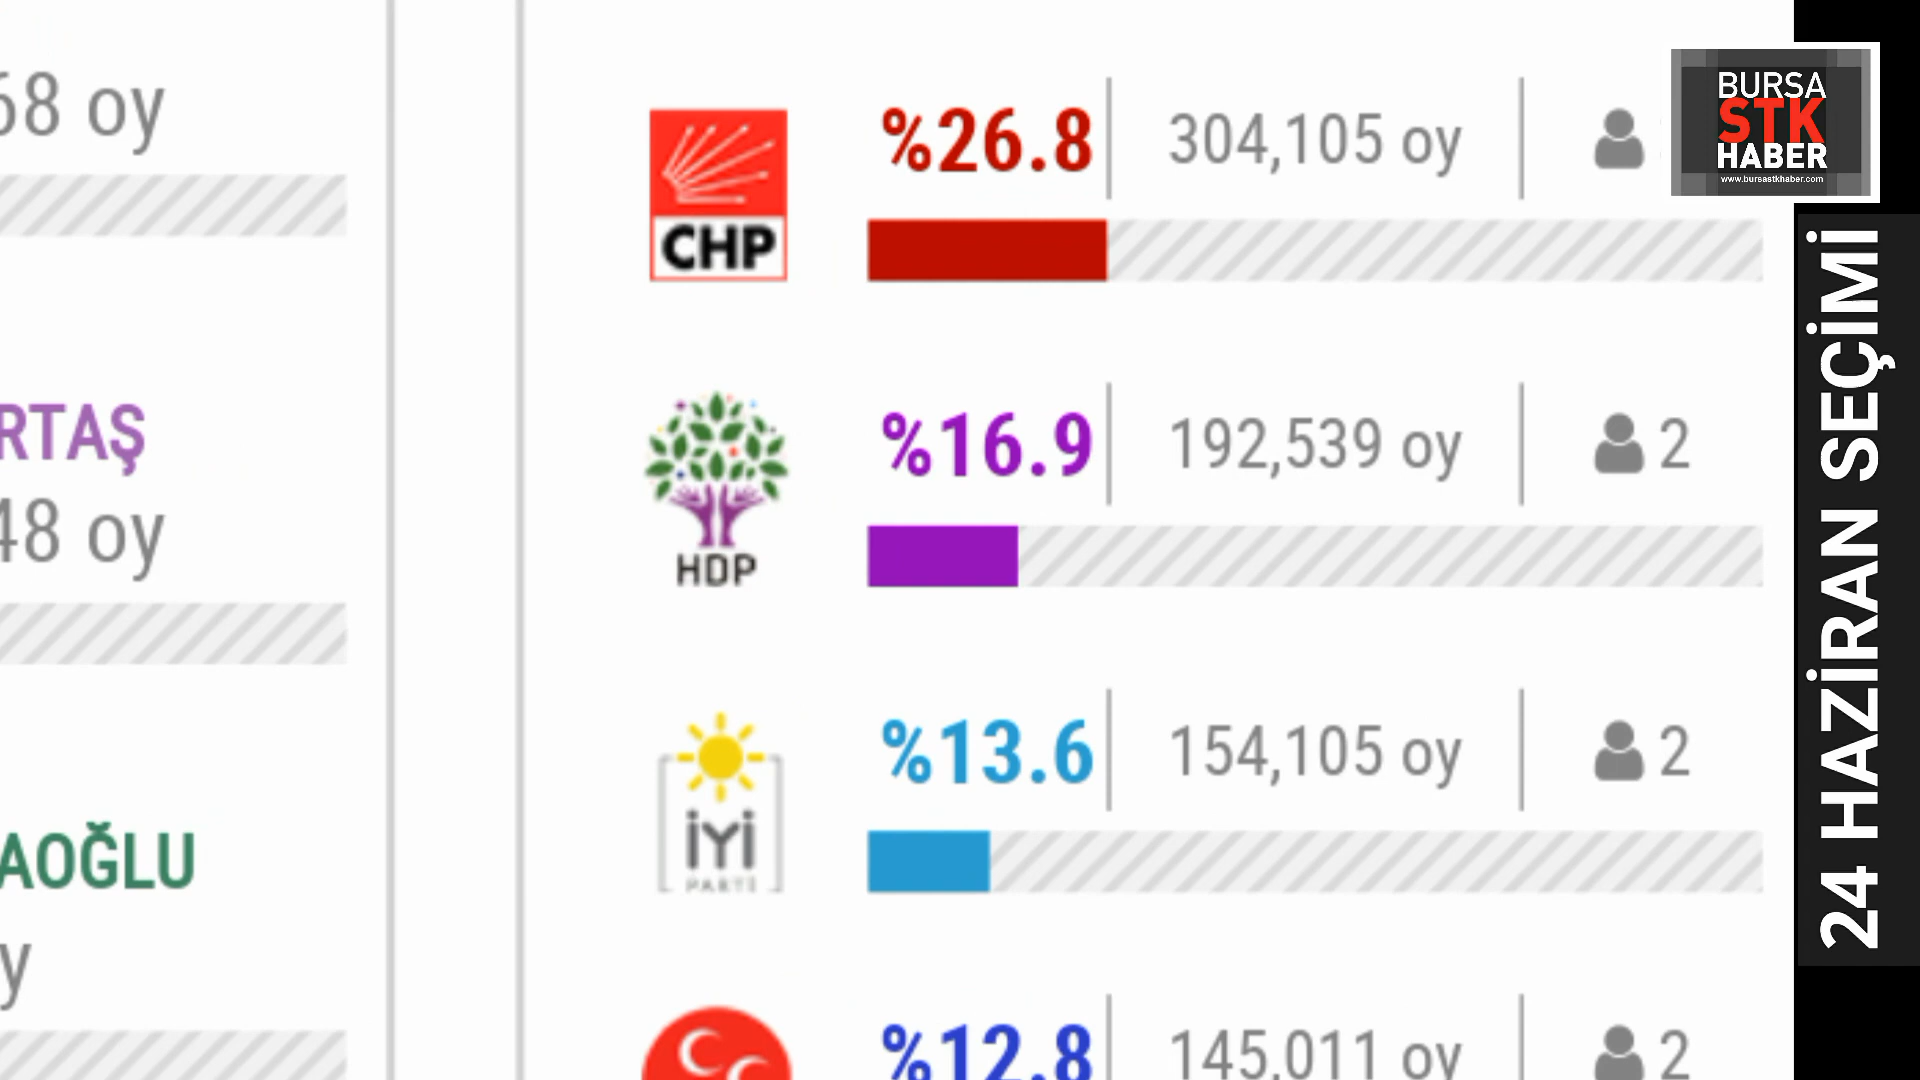 68 oy
RTAŞ
48 oy
AOĞLU
y
CHP
%26.8
304,105 oy
HDP
%16.9
192,539 oy
2
İYİ
PARTİ
%13.6
154,105 oy
2
%12.8
145,011 oy
2
BURSA
STK
HABER
www.bursastkhaber.com
24 HAZİRAN SEÇİMİ